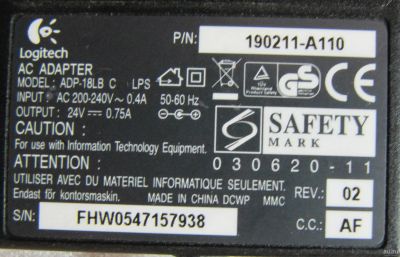 Logitech
P/N: 190211-A110
AC ADAPTER
MODEL: ADP-18LB C LPS
INPUT: AC 200-240V~ 0.4A 50-60 Hz
OUTPUT: 24V 0.75A
CAUTION:
For use with Information Technology Equipment.
GS
SAFETY
MARK
ATTENTION: 030620-11
UTILISER AVEC DU MATERIEL INFORMATIQUE SEULEMENT.
Endast för kontorsmaskin. MADE IN CHINA DCWP MMC
REV.: 02
S/N: FHW0547157938
C.C.: AF